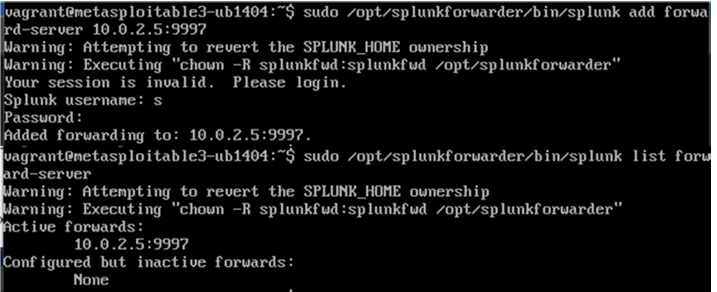 vagrant@metasploitable3-ub1404:~$ sudo /opt/splunkforwarder/bin/splunk add forwa
rd-server 10.0.2.5:9997
Warning: Attempting to revert the SPLUNK_HOME ownership
Warning: Executing "chown -R splunkfwd:splunkfwd /opt/splunkforwarder"
Your session is invalid.  Please login.
Splunk username: s
Password:
Added forwarding to: 10.0.2.5:9997.
vagrant@metasploitable3-ub1404:~$ sudo /opt/splunkforwarder/bin/splunk list forw
ard-server
Warning: Attempting to revert the SPLUNK_HOME ownership
Warning: Executing "chown -R splunkfwd:splunkfwd /opt/splunkforwarder"
Active forwards:
        10.0.2.5:9997
Configured but inactive forwards:
        None